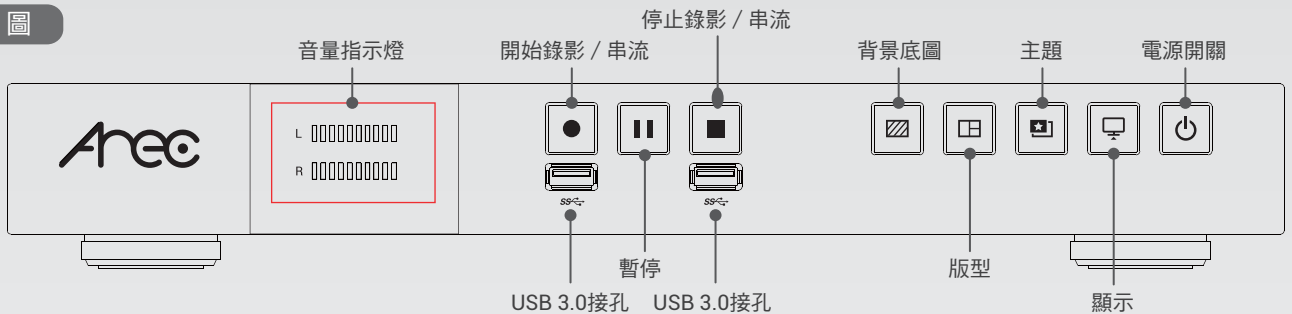 圖
停止錄影 / 串流
音量指示燈
開始錄影 / 串流
背景底圖
主題
電源開關
Arec
L
R
SS
SS
暫停
版型
USB 3.0接孔
USB 3.0接孔
顯示